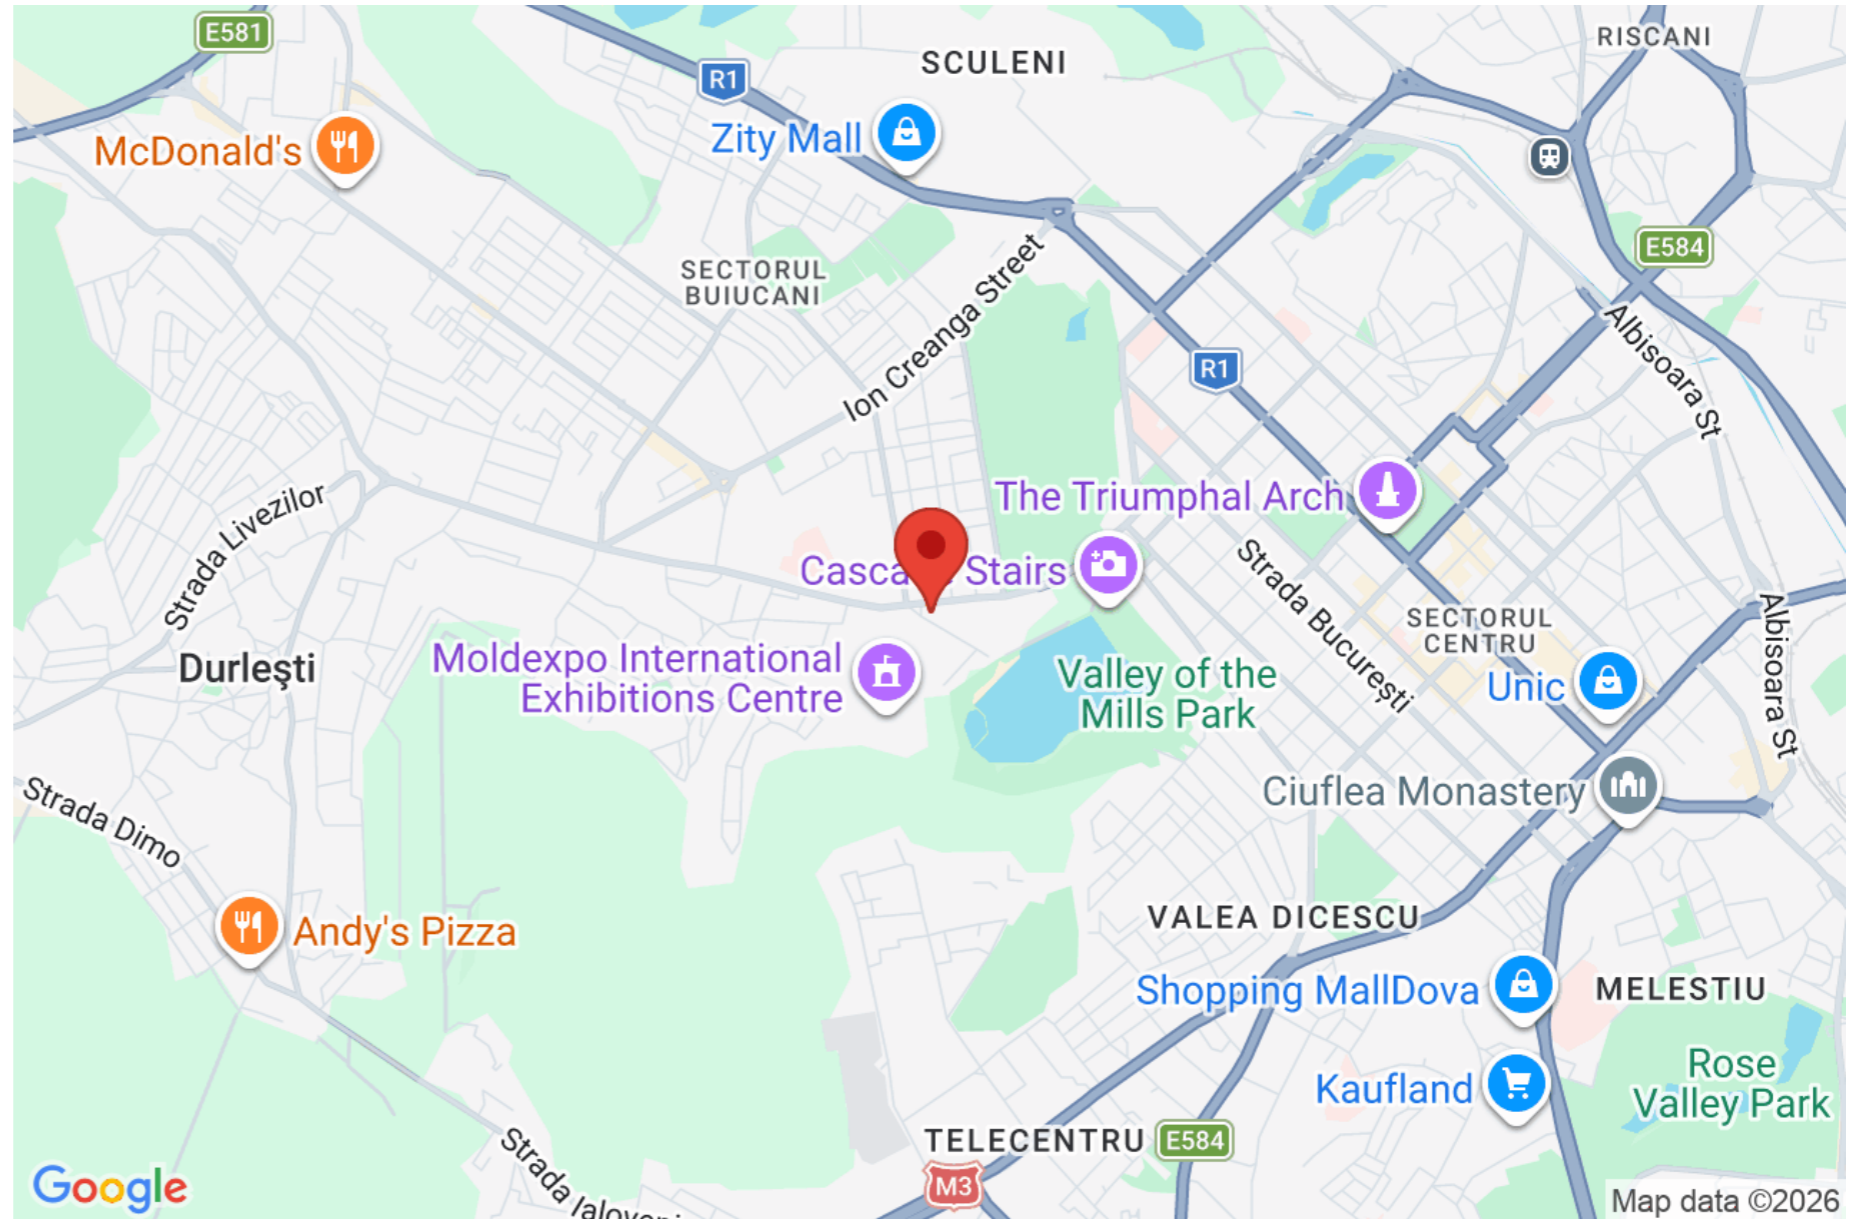 E581
RISCANI
SCULENI
R1
McDonald's
Zity Mall
E584
SECTORUL
BUIUCANI
Ion Creanga Street
Albisoara St
R1
The Triumphal Arch
Strada Livezilor
Stairs
Strada București
SECTORUL
CENTRU
Albisoara St
Durleşti
Moldexpo International
Exhibitions Centre
Valley of the
Mills Park
Unic
Ciuflea Monastery
Strada Dimo
Andy's Pizza
VALEA DICESCU
Shopping MallDova
MELESTIU
Rose
Valley Park
Kaufland
TELECENTRU
E584
M3
Strada
Google
Map data ©2026